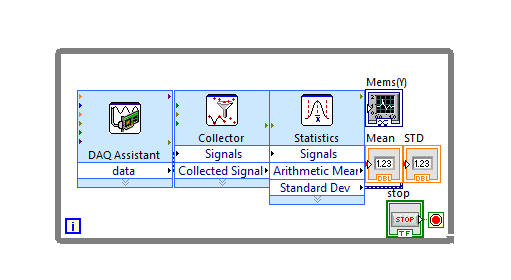 Mems(Y)
Collector
Statistics
Mean
STD
DAQ Assistant
Signals
Signals
1.23
1.23
data
Collected Signal
Arithmetic Mear
DBL
DBL
Standard Dev
stop
STOP
TF
i